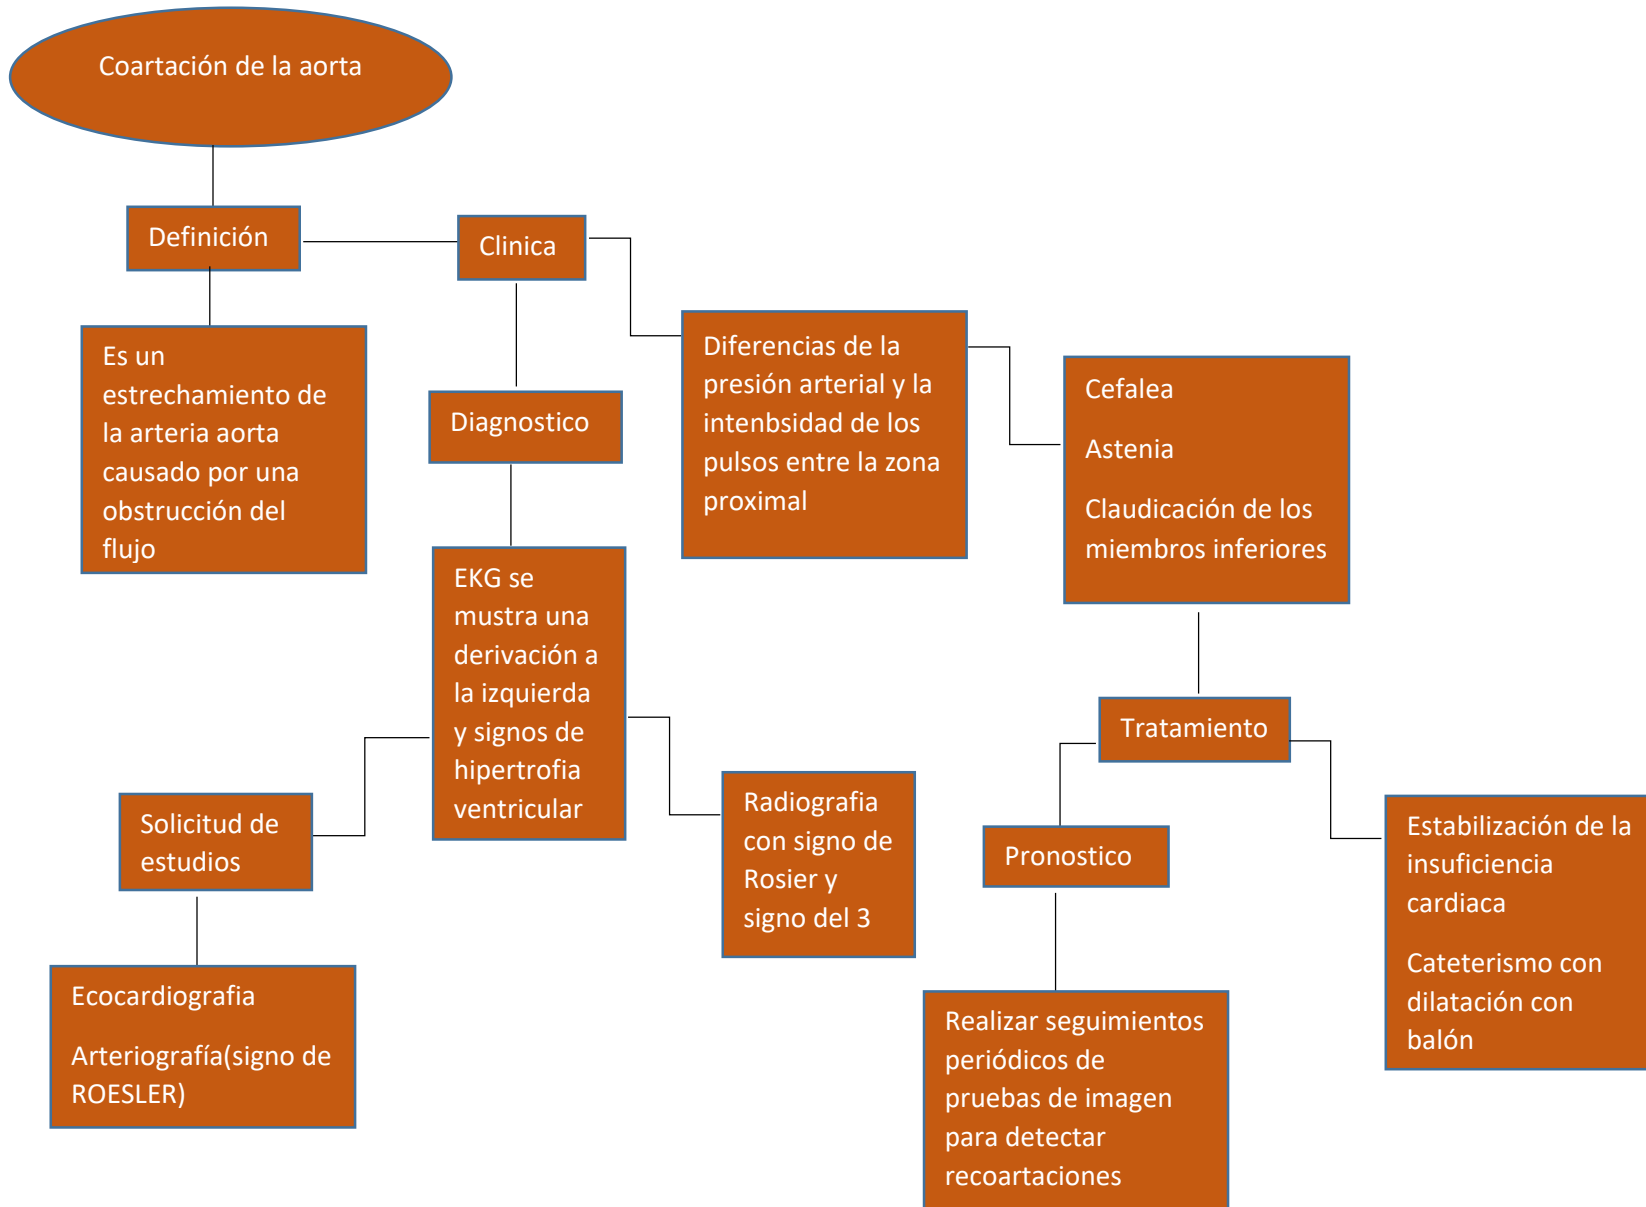 Coartación de la aorta
Definición
Clinica
Es un
estrechamiento de
la arteria aorta
causado por una
obstrucción del
flujo
Diagnostico
Diferencias de la
presión arterial y la
intenbsidad de los
pulsos entre la zona
proximal
Cefalea
Astenia
Claudicación de los
miembros inferiores
EKG se
mustra una
derivación a
la izquierda
y signos de
hipertrofia
ventricular
Tratamiento
Solicitud de
estudios
Radiografia
con signo de
Rosier y
signo del 3
Pronostico
Estabilización de la
insuficiencia
cardiaca
Cateterismo con
dilatación con
balón
Ecocardiografia
Arteriografía(signo de
ROESLER)
Realizar seguimientos
periódicos de
pruebas de imagen
para detectar
recoartaciones